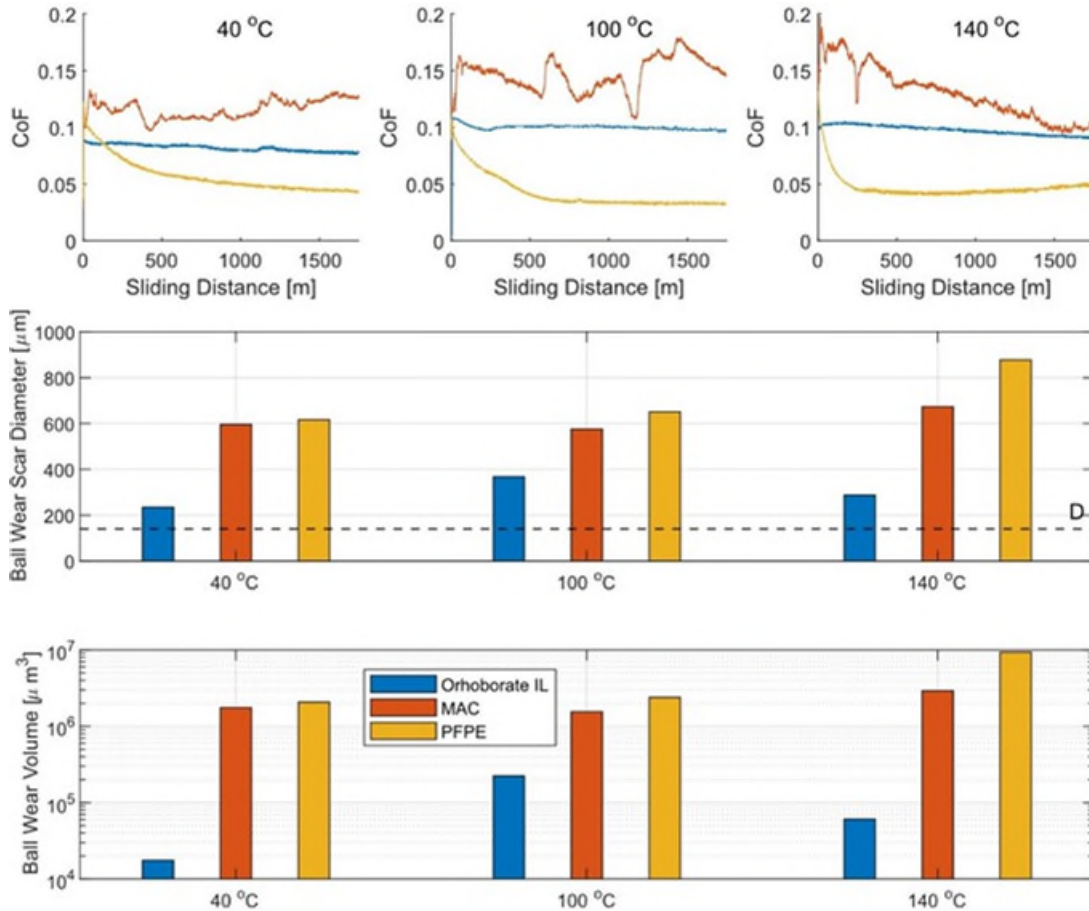 40 °C
100 °C
140 °C
0.2
0.15
0.1
0.05
0
CoF
0 500 1000 1500
Sliding Distance [m]
0.2
0.15
0.1
0.05
0
CoF
0 500 1000 1500
Sliding Distance [m]
0.2
0.15
0.1
0.05
0
CoF
0 500 1000 1500
Sliding Distance [m]
Ball Wear Scar Diameter [μm]
1000
800
600
400
200
0
D
40 °C 100 °C 140 °C
Ball Wear Volume [μ m³]
10⁷
10⁶
10⁵
10⁴
Orhoborate IL
MAC
PFPE
40 °C 100 °C 140 °C